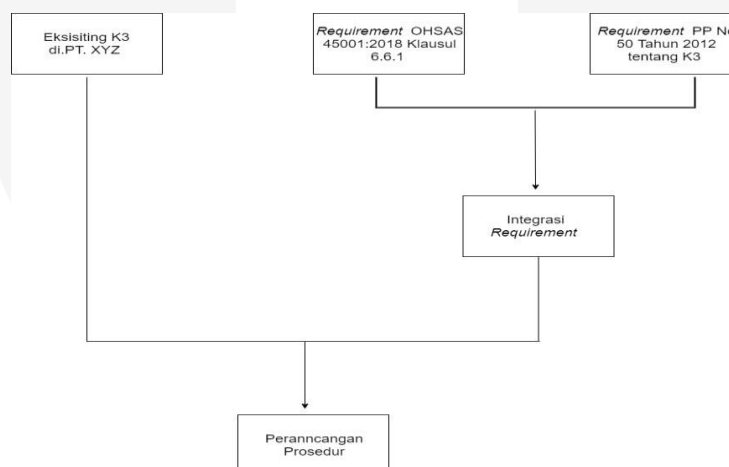 Eksisiting K3
di.PT. XYZ
Requirement OHSAS
45001:2018 Klausul
6.6.1
Requirement PP No
50 Tahun 2012
tentang K3
Integrasi
Requirement
Peranncangan
Prosedur